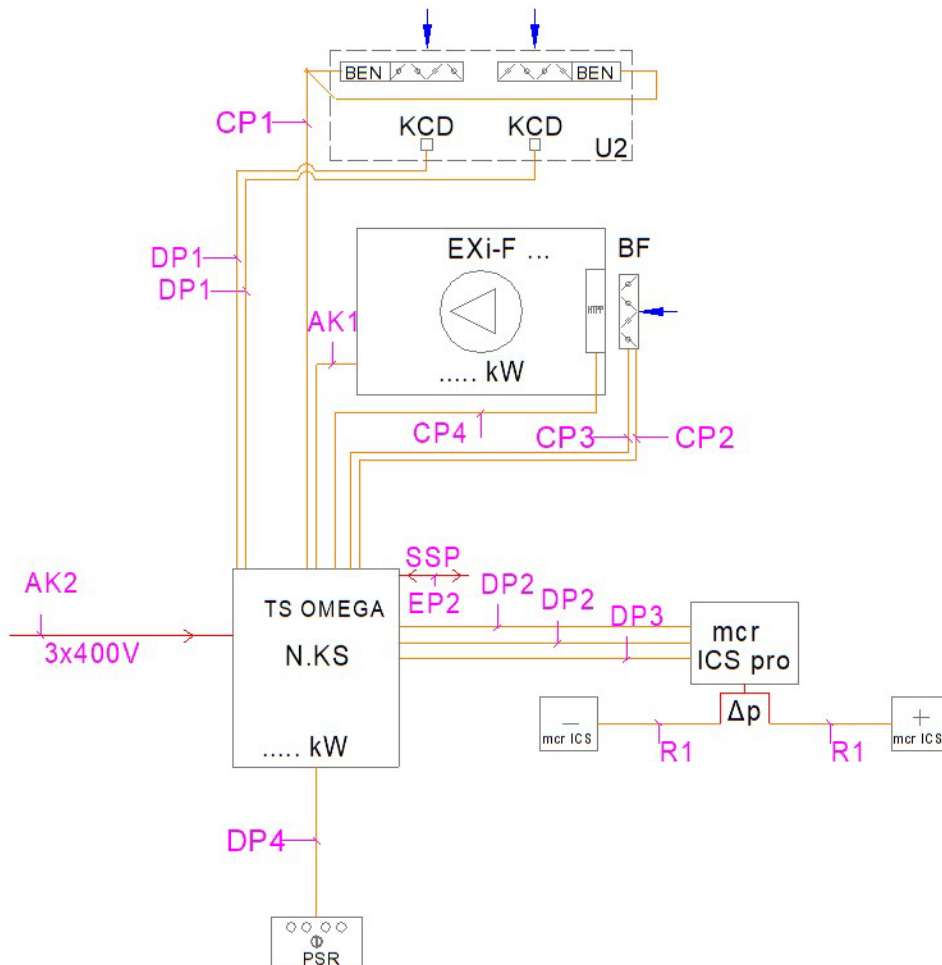 BEN
BEN
CP1
KCD
KCD
U2
DP1
DP1
EXi-F ...
BF
HTPP
AK1
..... kW
CP4
CP3
CP2
AK2
3x400V
TS OMEGA
N.KS
..... kW
SSP
EP2
DP2
DP2
DP3
mcr
ICS pro
Δp
−
mcr ICS
R1
R1
+
mcr ICS
DP4
PSR